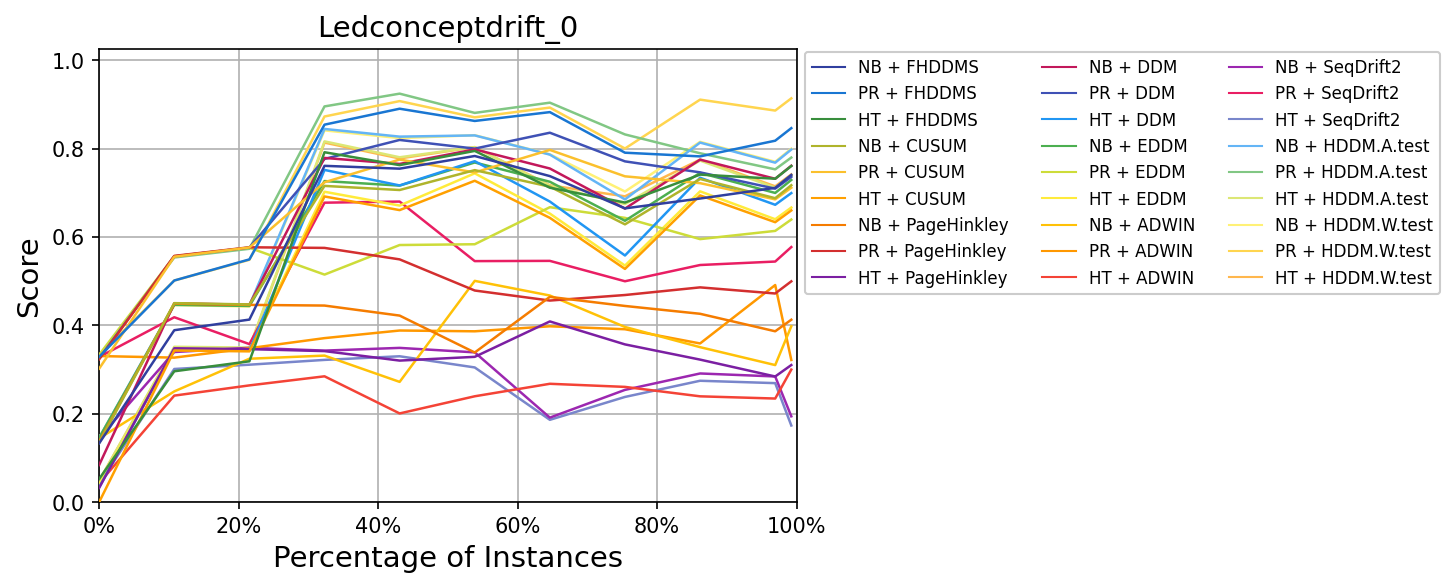 Ledconceptdrift_0
1.0
0.8
0.6
0.4
0.2
0.0
Score
0% 20% 40% 60% 80% 100%
Percentage of Instances
NB + FHDDMS
PR + FHDDMS
HT + FHDDMS
NB + CUSUM
PR + CUSUM
HT + CUSUM
NB + PageHinkley
PR + PageHinkley
HT + PageHinkley
NB + DDM
PR + DDM
HT + DDM
NB + EDDM
PR + EDDM
HT + EDDM
NB + ADWIN
PR + ADWIN
HT + ADWIN
NB + SeqDrift2
PR + SeqDrift2
HT + SeqDrift2
NB + HDDM.A.test
PR + HDDM.A.test
HT + HDDM.A.test
NB + HDDM.W.test
PR + HDDM.W.test
HT + HDDM.W.test